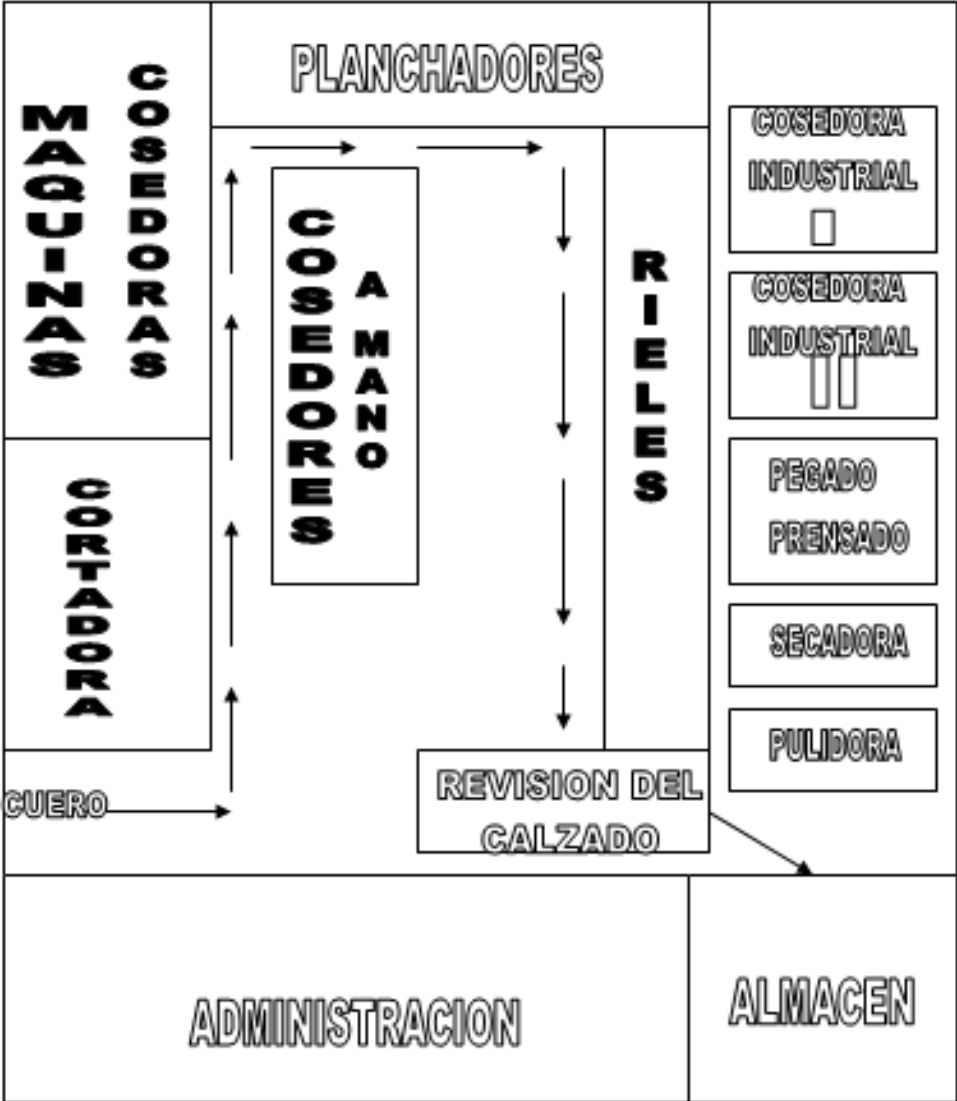 PLANCHADORES
MAQUINAS
COSEDORAS
COSEDORES
A MANO
RIELES
COSEDORA
INDUSTRIAL
COSEDORA
INDUSTRIAL
PEGADO
PRENSADO
SECADORA
PULIDORA
CORTADORA
CUERO
REVISION DEL
CALZADO
ADMINISTRACION
ALMACEN